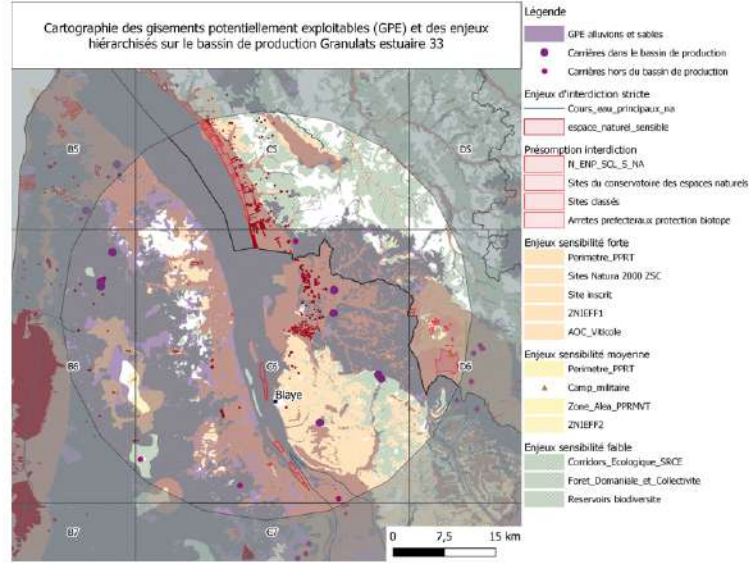 Cartographie des gisements potentiellement exploitables (GPE) et des enjeux
hiérarchisés sur le bassin de production Granulats estuaire 33
Légende
GPE alluvions et sables
Carrières dans le bassin de production
Carrières hors du bassin de production
Enjeux d'interdiction stricte
Cours_eau_principaux_na
espace_naturel_sensible
Présomption interdiction
N_ENP_SCL_S_NA
Sites du conservatoire des espaces naturels
Sites classés
Arretes prefecteraux protection biotope
Enjeux sensibilité forte
Perimetre_PPRT
Sites Natura 2000 ZSC
Site inscrit
ZNIEFF1
AOC_Viticole
Enjeux sensibilité moyenne
Perimetre_PPRT
Camp_militaire
Zone_Alea_PPRMVT
ZNIEFF2
Enjeux sensibilité faible
Corridors_Ecologique_SRCE
Foret_Domaniale_et_Collectivite
Reservoirs biodiversite
B5
C5
D5
B6
C6
D6
Blaye
B7
C7
0 7,5 15 km